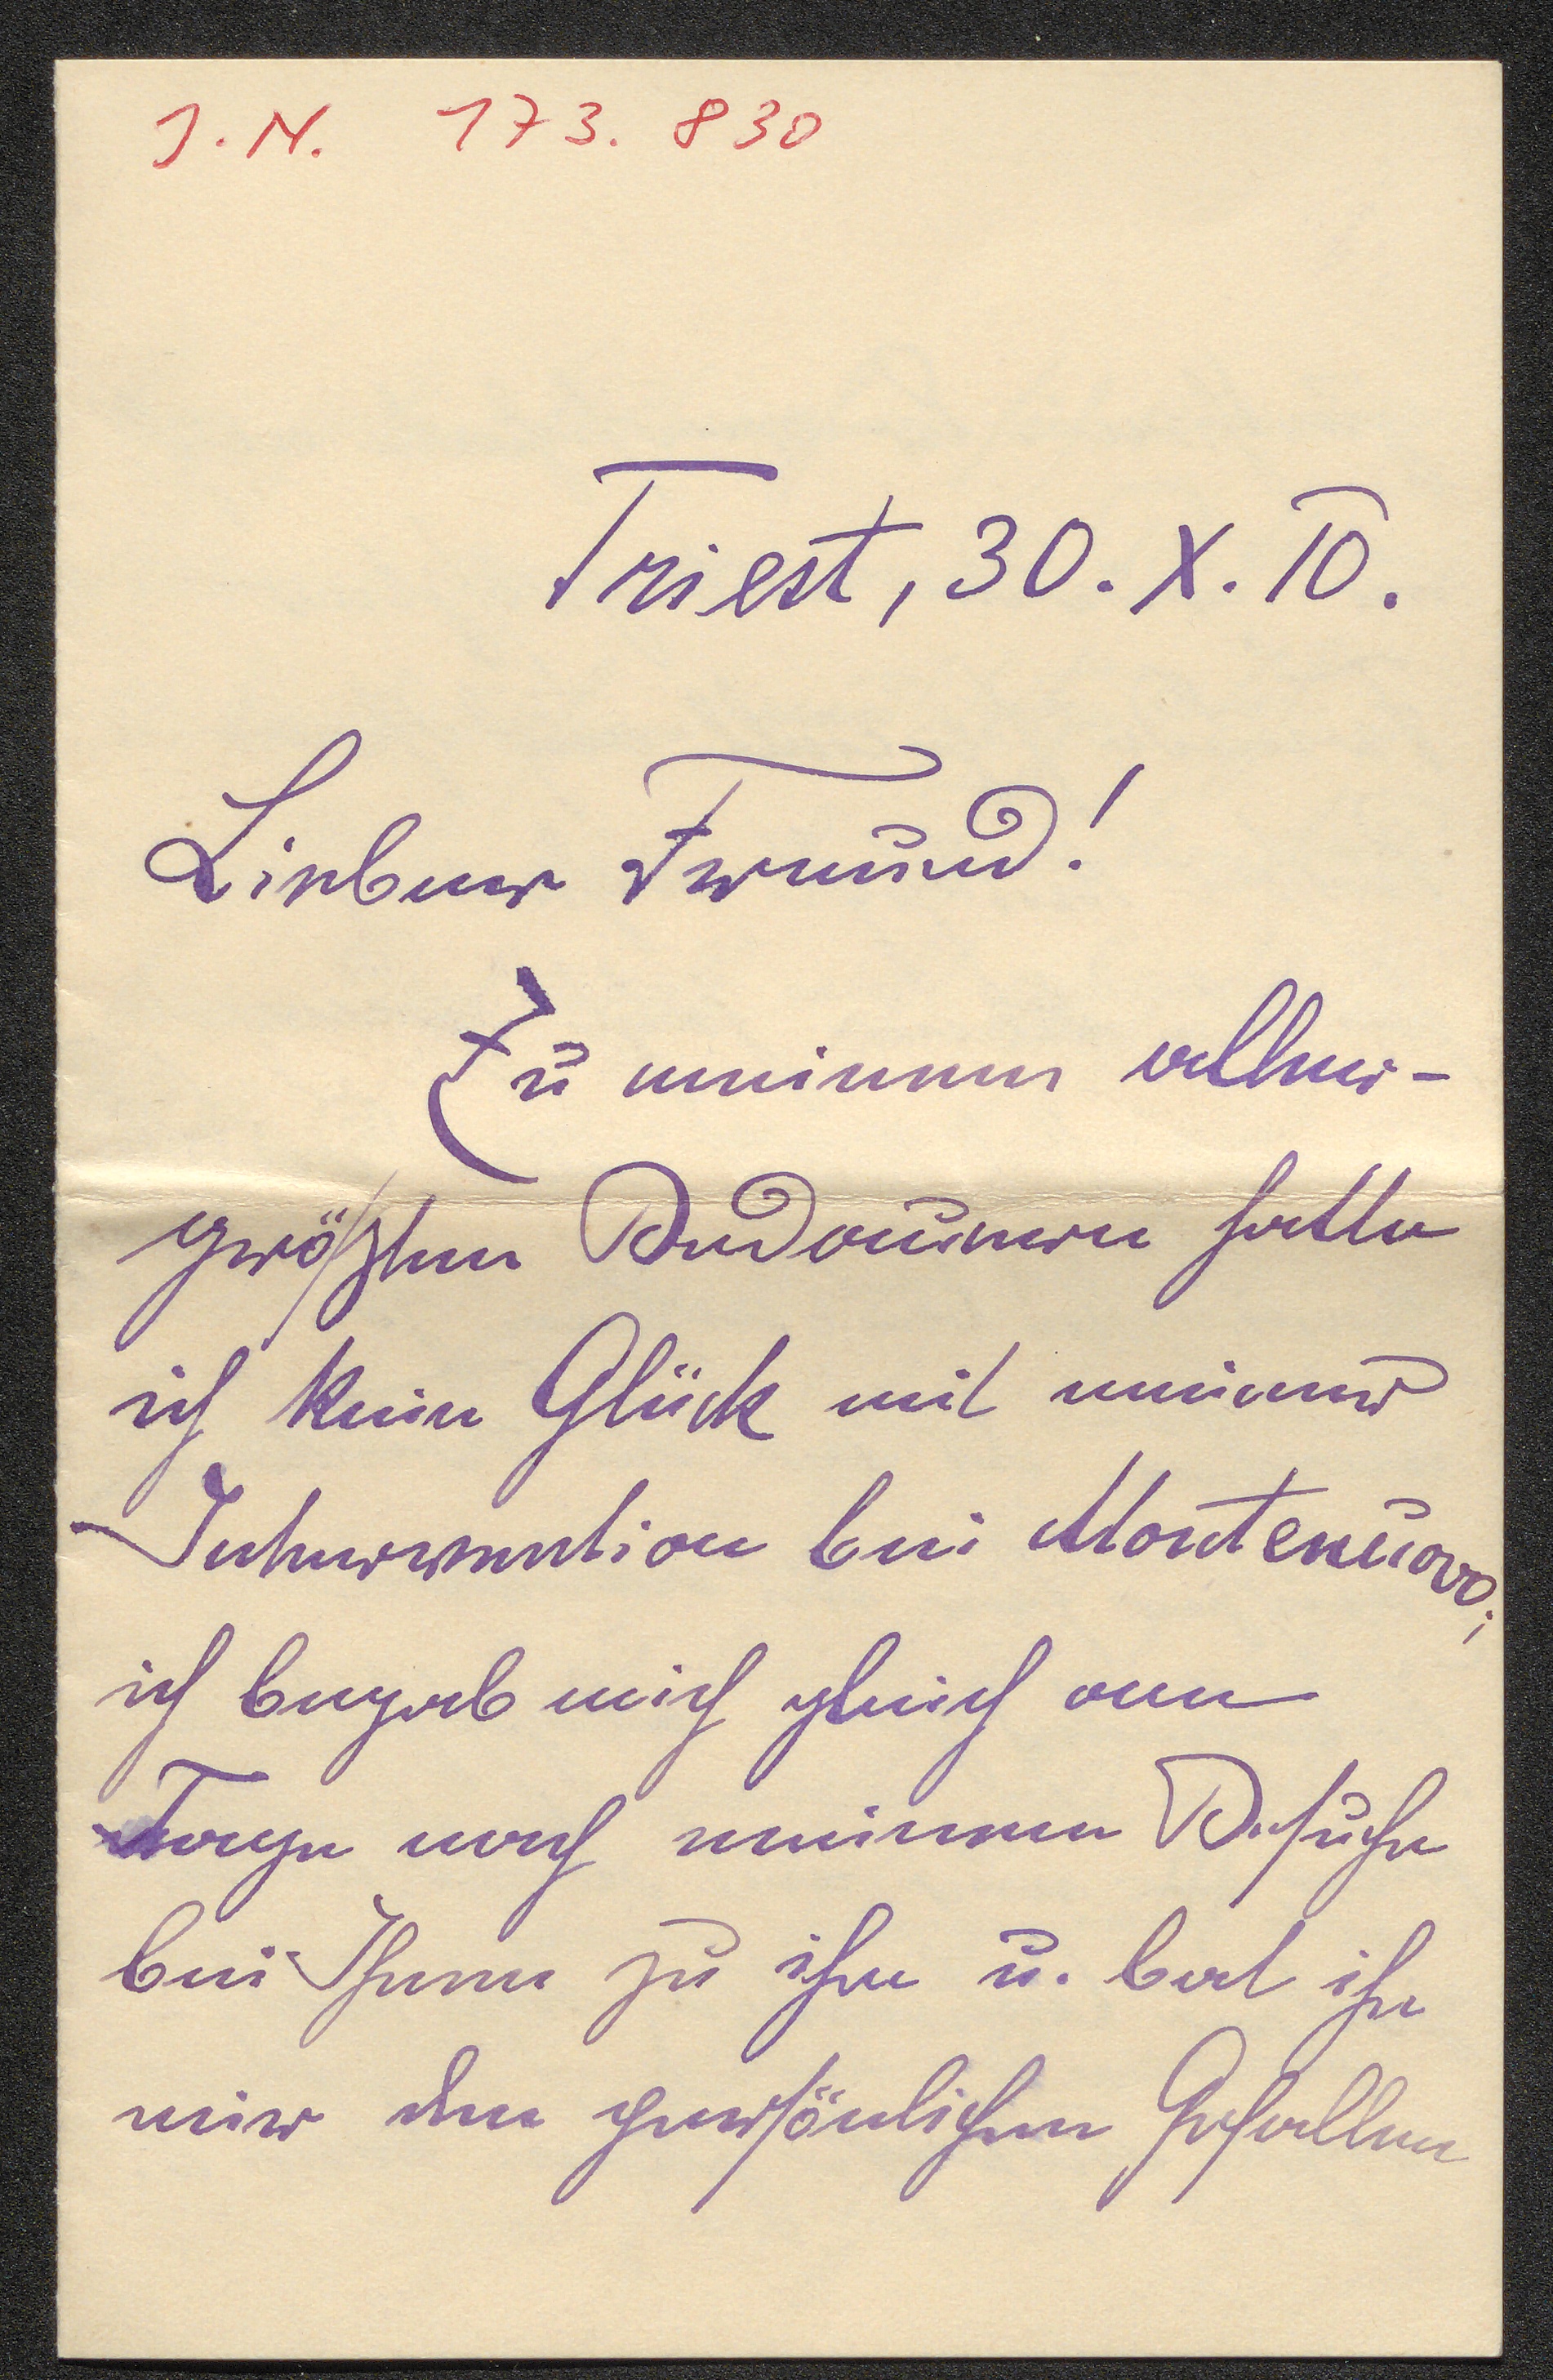 J.N. 173.830
Triest, 30. X. 10.
Lieber Freund!
Zu meinem aller-
größten Bedauern hatte
ich kein Glück mit meiner
Intervention bei Montenuovo;
ich begab mich gleich am
Tage nach meinem Besuche
bei Ihnen zu ihm u. bat ihn
mir den persönlichen Gefallen